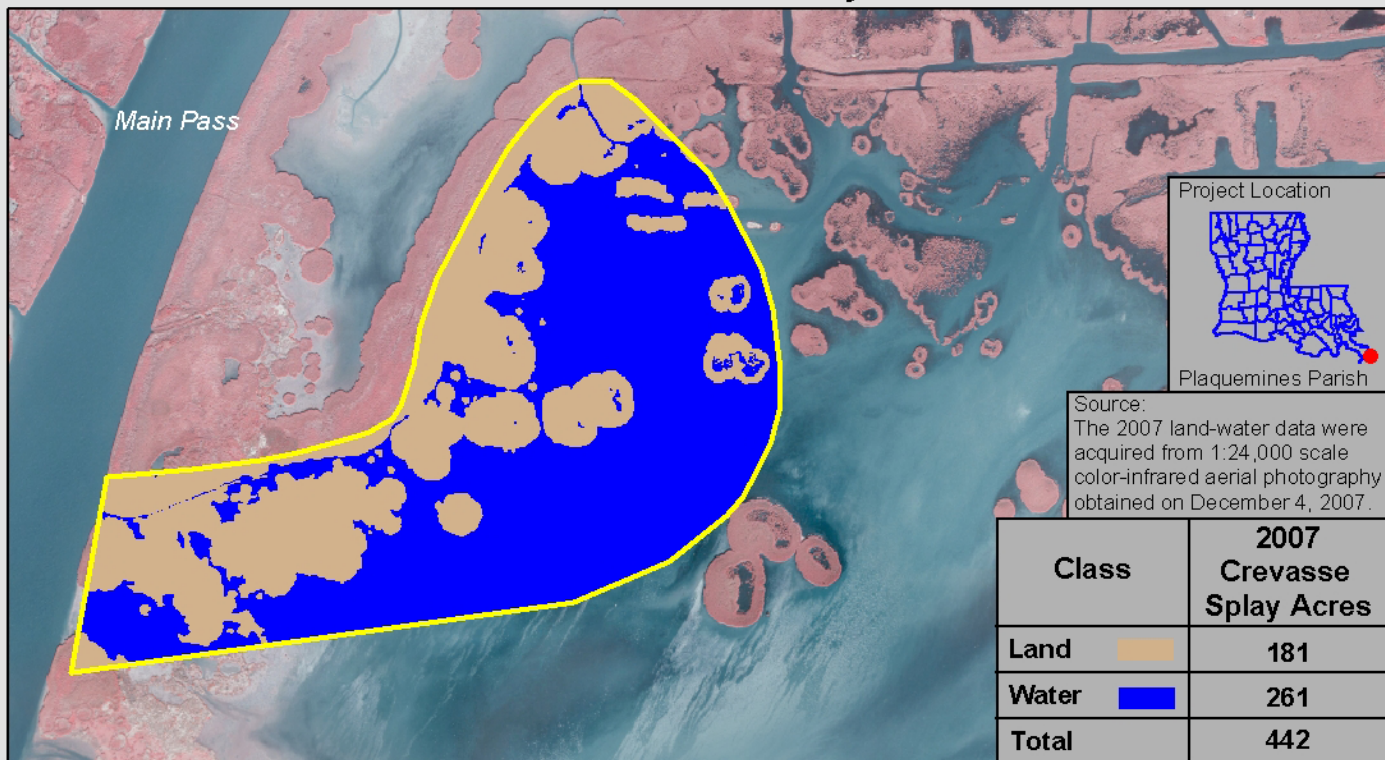 Main Pass
Project Location
Plaquemines Parish
Source:
The 2007 land-water data were
acquired from 1:24,000 scale
color-infrared aerial photography
obtained on December 4, 2007.
Class
2007
Crevasse
Splay Acres
Land 181
Water 261
Total 442